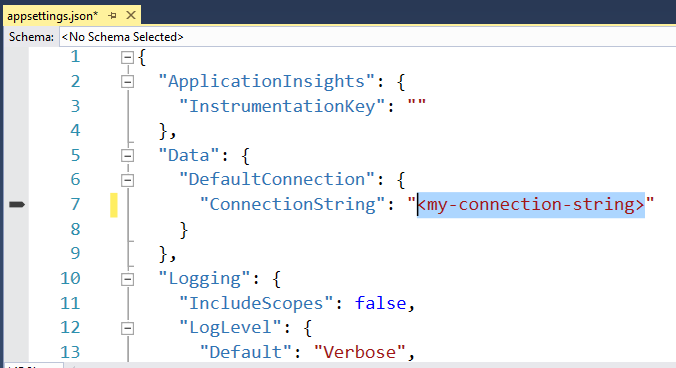 appsettings.json*
Schema: <No Schema Selected>
1 {
2 "ApplicationInsights": {
3 "InstrumentationKey": ""
4 },
5 "Data": {
6 "DefaultConnection": {
7 "ConnectionString": "<my-connection-string>"
8 }
9 },
10 "Logging": {
11 "IncludeScopes": false,
12 "LogLevel": {
13 "Default": "Verbose",